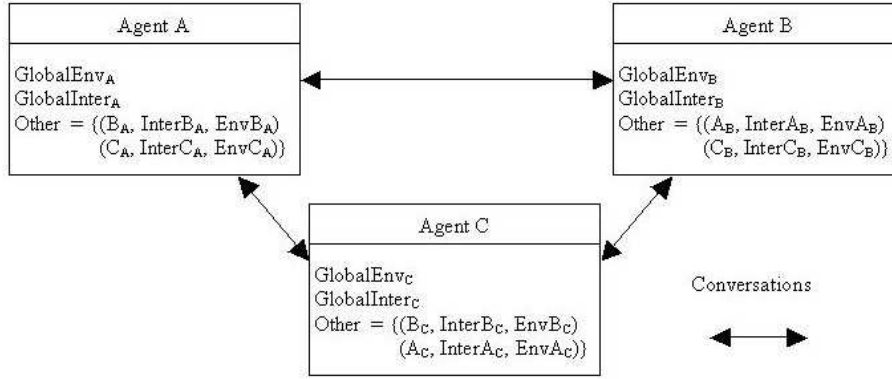 Agent A
GlobalEnvA
GlobalInterA
Other = {(BA, InterBA, EnvBA)
(CA, InterCA, EnvCA)}
Agent B
GlobalEnvB
GlobalInterB
Other = {(AB, InterAB, EnvAB)
(CB, InterCB, EnvCB)}
Agent C
GlobalEnvC
GlobalInterC
Other = {(BC, InterBC, EnvBC)
(AC, InterAC, EnvAC)}
Conversations